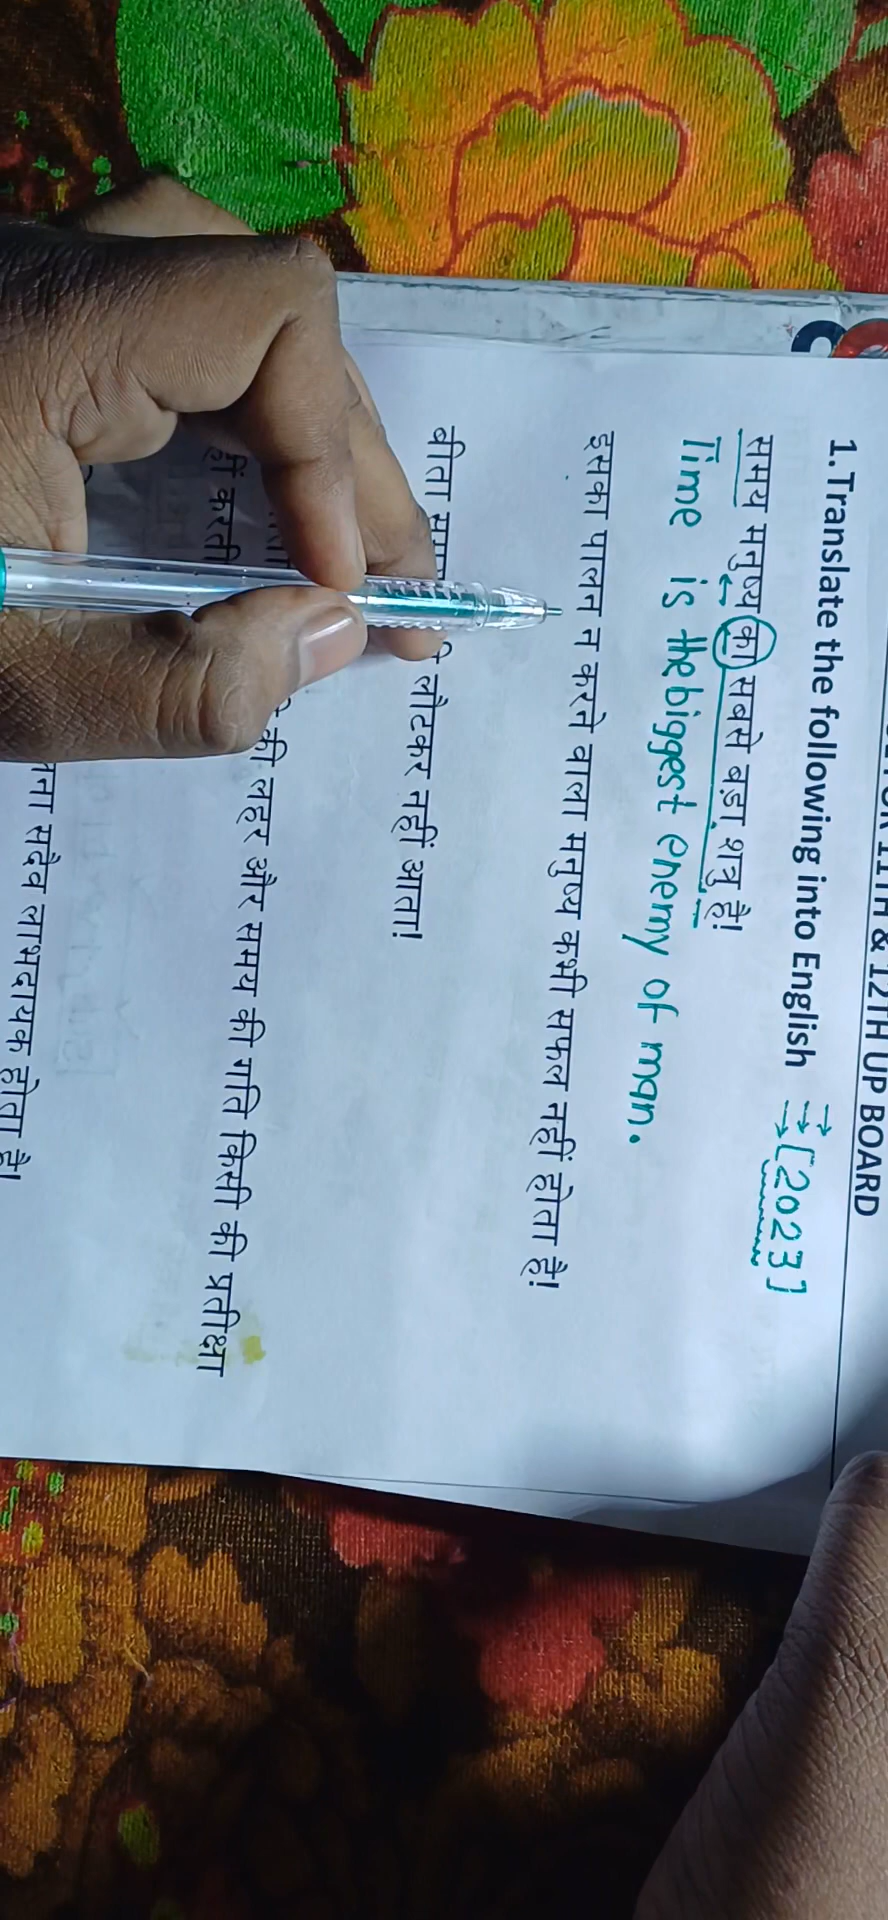 11TH & 12TH UP BOARD
1. Translate the following into English ⇉ [2023]
समय मनुष्य का सबसे बड़ा शत्रु है!
Time is the biggest enemy of man.
इसका पालन न करने वाला मनुष्य कभी सफल नहीं होता है!
बीता लौटकर नहीं आता!
की लहर और समय की गति किसी की प्रतीक्षा
करती
सदैव लाभदायक होता है!